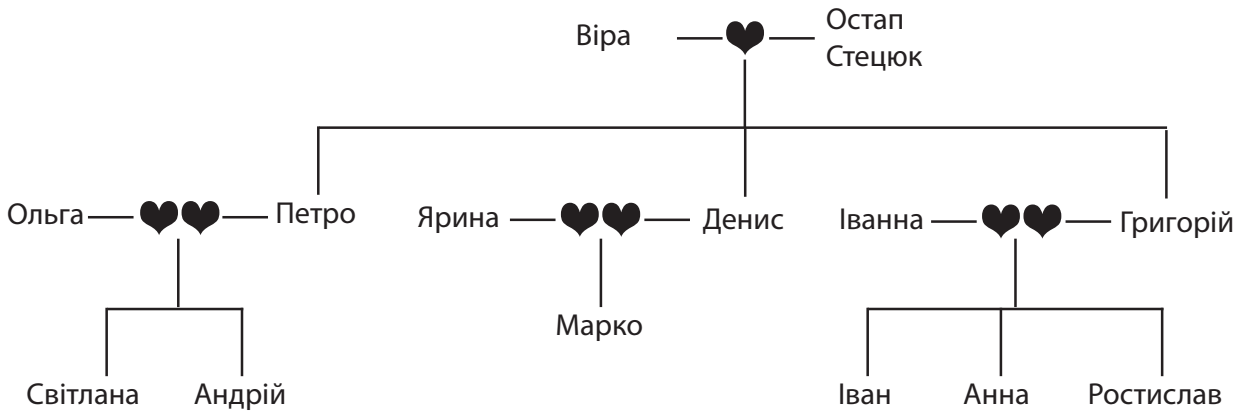 Віра
Остап
Стецюк
Ольга
Петро
Ярина
Денис
Іванна
Григорій
Марко
Світлана
Андрій
Іван
Анна
Ростислав